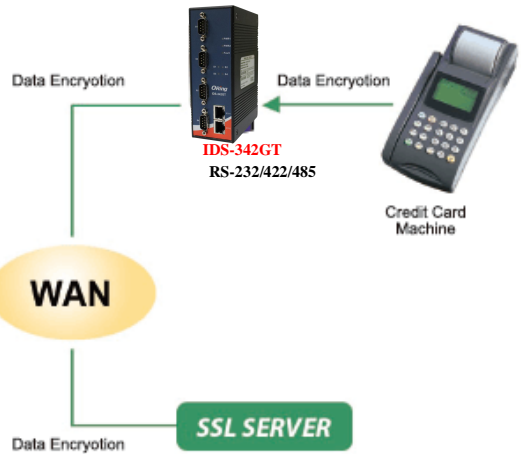 Data Encryotion
Data Encryotion
IDS-342GT
RS-232/422/485
Credit Card
Machine
WAN
SSL SERVER
Data Encryotion